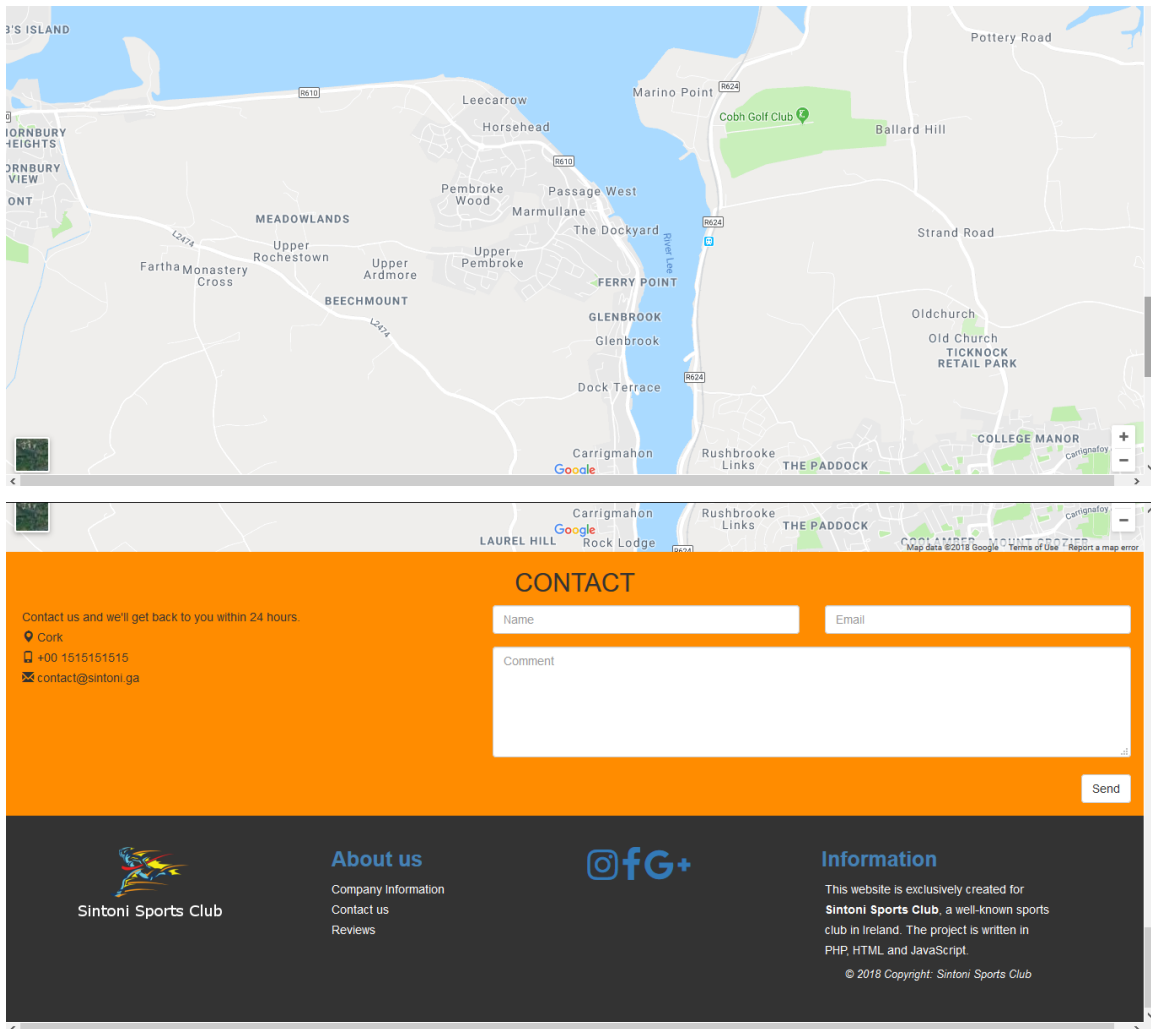 B'S ISLAND
Pottery Road
R610
Leecarrow
Marino Point
R624
Cobh Golf Club
HORNBURY
HEIGHTS
Horsehead
Ballard Hill
ORNBURY
VIEW
R610
ONT
Pembroke
Wood
Passage West
MEADOWLANDS
Marmullane
R624
L2474
Upper
Rochestown
The Dockyard
River Lee
Strand Road
Fartha
Monastery
Cross
Upper
Ardmore
Upper
Pembroke
FERRY POINT
BEECHMOUNT
L2474
GLENBROOK
Glenbrook
Oldchurch
Old Church
TICKNOCK
RETAIL PARK
Dock Terrace
R624
COLLEGE MANOR
Carrignafoy
Carrigmahon
Rushbrooke
Links
THE PADDOCK
Google
+
−
Carrigmahon
Rushbrooke
Links
THE PADDOCK
Carrignafoy
−
Google
LAUREL HILL
Rock Lodge
R624
COOLAMBER
MOUNT CROZIER
Map data ©2018 Google
Terms of Use
Report a map error
CONTACT
Contact us and we'll get back to you within 24 hours.
Cork
+00 1515151515
contact@sintoni.ga
Name
Email
Comment
Send
Sintoni Sports Club
About us
Company Information
Contact us
Reviews
Information
This website is exclusively created for
Sintoni Sports Club, a well-known sports
club in Ireland. The project is written in
PHP, HTML and JavaScript.
© 2018 Copyright: Sintoni Sports Club